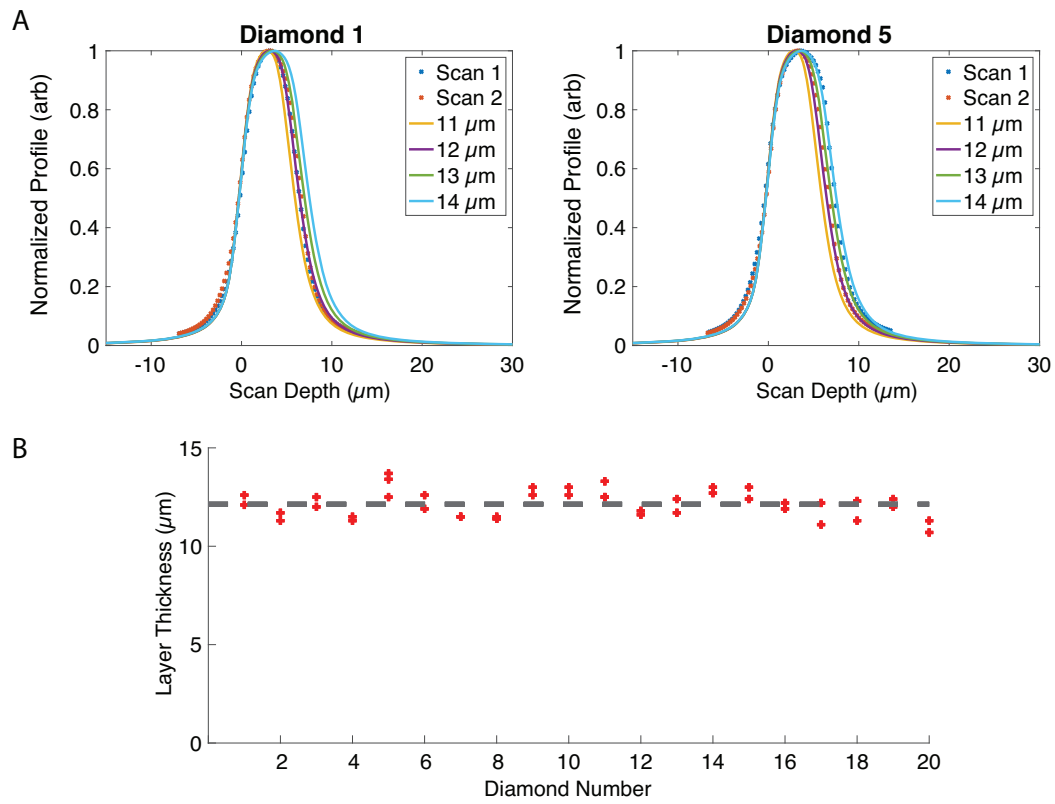 A
Diamond 1
Normalized Profile (arb)
1
0.8
0.6
0.4
0.2
0
-10 0 10 20 30
Scan Depth (µm)
Scan 1
Scan 2
11 µm
12 µm
13 µm
14 µm
Diamond 5
Normalized Profile (arb)
1
0.8
0.6
0.4
0.2
0
-10 0 10 20 30
Scan Depth (µm)
Scan 1
Scan 2
11 µm
12 µm
13 µm
14 µm
B
Layer Thickness (µm)
15
10
5
0
2 4 6 8 10 12 14 16 18 20
Diamond Number